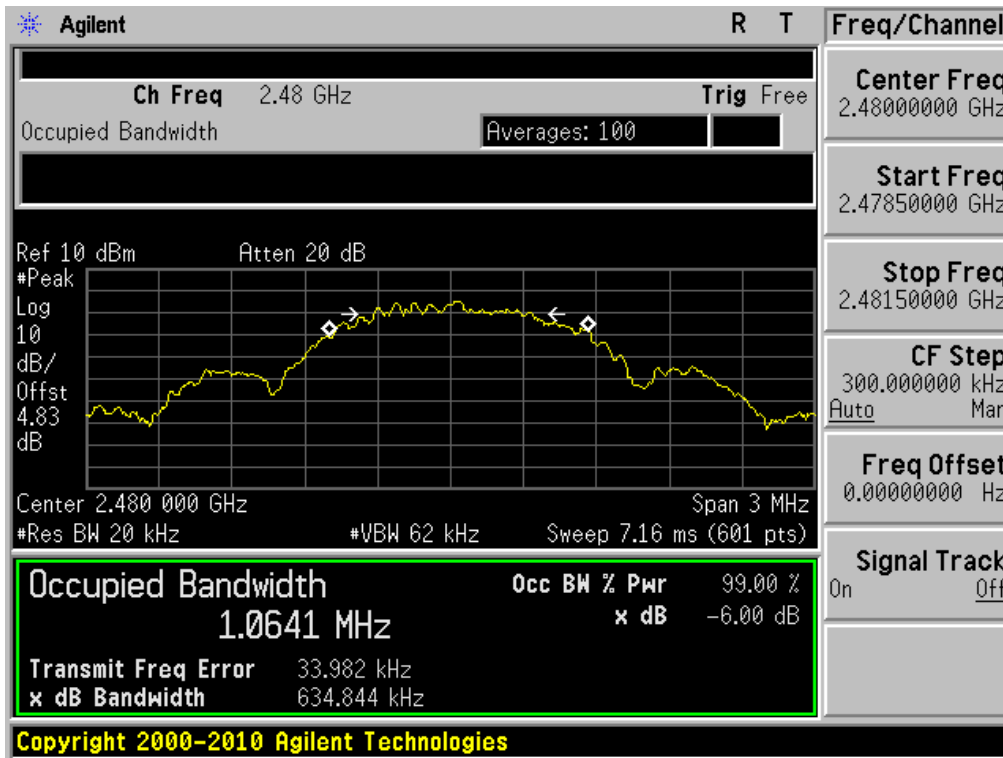 Agilent R T Freq/Channel
Ch Freq 2.48 GHz Trig Free
Occupied Bandwidth Averages: 100
Center Freq
2.48000000 GHz
Start Freq
2.47850000 GHz
Stop Freq
2.48150000 GHz
CF Step
300.000000 kHz
Auto Man
Freq Offset
0.00000000 Hz
Signal Track
On Off
Ref 10 dBm Atten 20 dB
#Peak
Log
10
dB/
Offst
4.83
dB
Center 2.480 000 GHz Span 3 MHz
#Res BW 20 kHz #VBW 62 kHz Sweep 7.16 ms (601 pts)
Occupied Bandwidth Occ BW % Pwr 99.00 %
1.0641 MHz x dB -6.00 dB
Transmit Freq Error 33.982 kHz
x dB Bandwidth 634.844 kHz
Copyright 2000-2010 Agilent Technologies